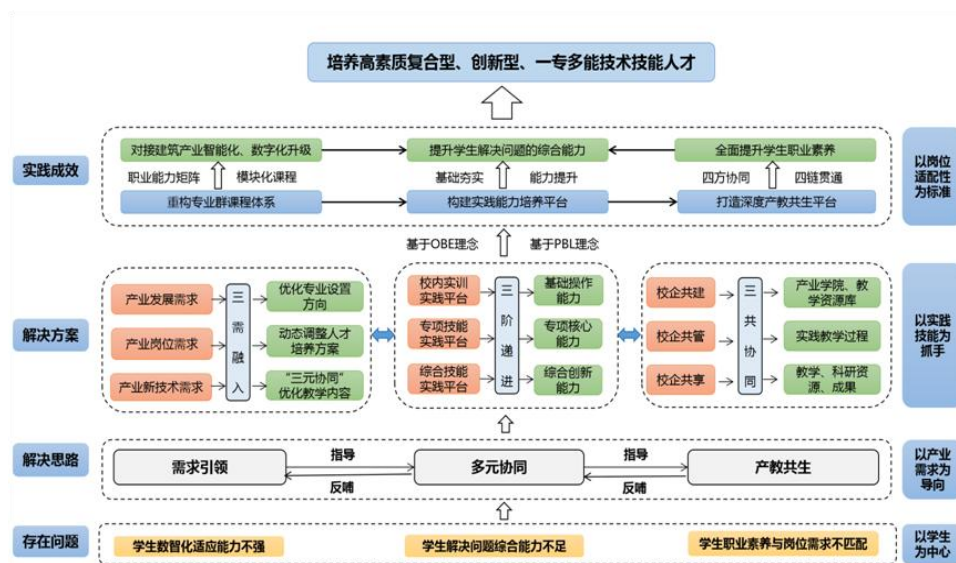 培养高素质复合型、创新型、一专多能技术技能人才
实践成效
对接建筑产业智能化、数字化升级
提升学生解决问题的综合能力
全面提升学生职业素养
职业能力矩阵
模块化课程
基础夯实
能力提升
四方协同
四链贯通
重构专业群课程体系
构建实践能力培养平台
打造深度产教共生平台
以岗位
适配性
为标准
基于OBE理念
基于PBL理念
解决方案
产业发展需求
产业岗位需求
产业新技术需求
三
需
融
入
优化专业设置
方向
动态调整人才
培养方案
“三元协同”
优化教学内容
校内实训
实践平台
专项技能
实践平台
综合技能
实践平台
三
阶
递
进
基础操作
能力
专项核心
能力
综合创新
能力
校企共建
校企共管
校企共享
三
共
协
同
产业学院、教
学资源库
实践教学过程
教学、科研资
源、成果
以实践
技能为
抓手
解决思路
需求引领
指导
反哺
多元协同
指导
反哺
产教共生
以产业
需求为
导向
存在问题
学生数智化适应能力不强
学生解决问题综合能力不足
学生职业素养与岗位需求不匹配
以学生
为中心